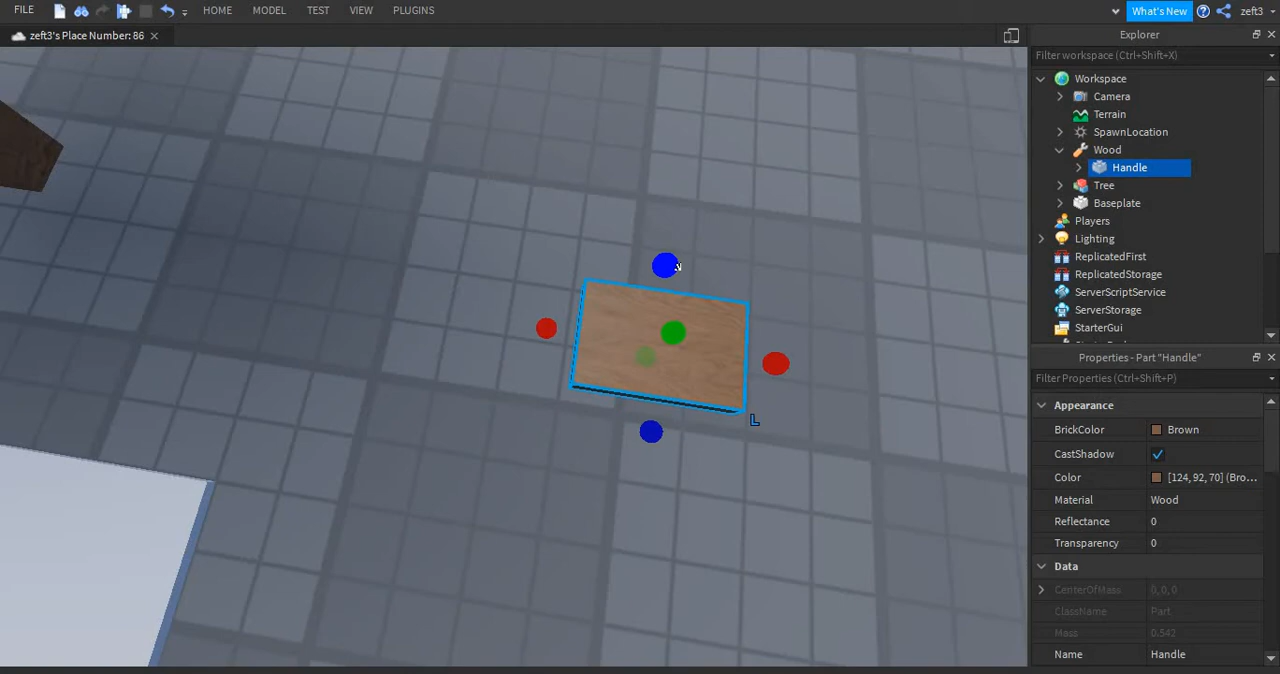 FILE HOME MODEL TEST VIEW PLUGINS What's New zeft3
zeft3's Place Number: 86
Explorer
Filter workspace (Ctrl+Shift+X)
Workspace
Camera
Terrain
SpawnLocation
Wood
Handle
Tree
Baseplate
Players
Lighting
ReplicatedFirst
ReplicatedStorage
ServerScriptService
ServerStorage
StarterGui
Properties - Part "Handle"
Filter Properties (Ctrl+Shift+P)
Appearance
BrickColor Brown
CastShadow
Color [124, 92, 70] (Bro...
Material Wood
Reflectance 0
Transparency 0
Data
CenterOfMass 0, 0, 0
ClassName Part
Mass 0.542
Name Handle
L